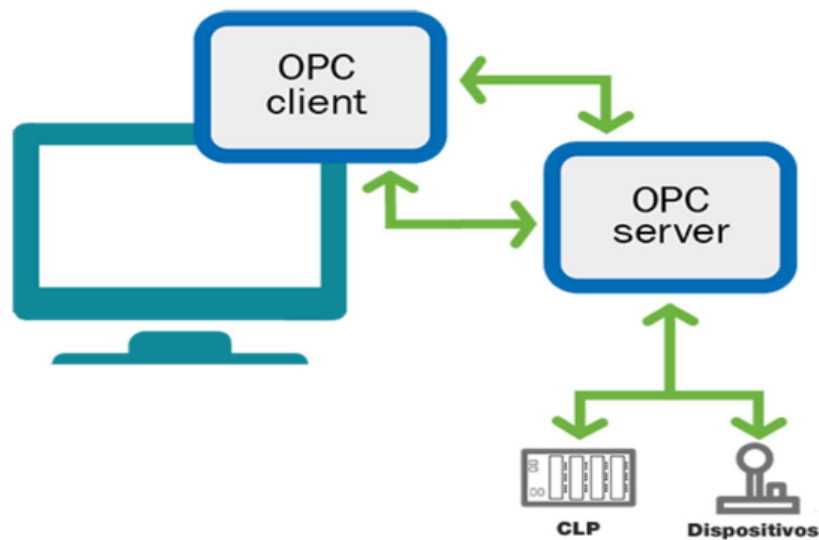 OPC
client
OPC
server
CLP
Dispositivos